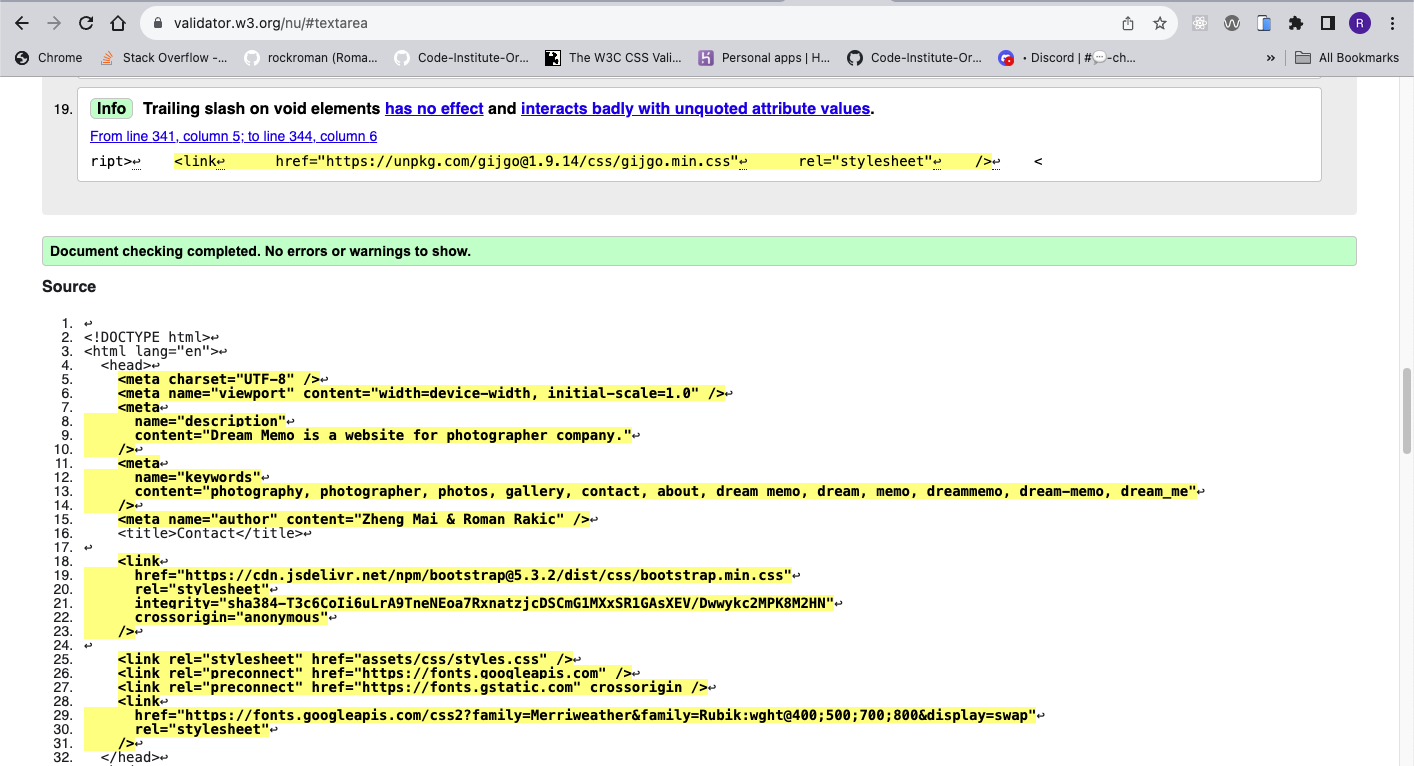 validator.w3.org/nu/#textarea
R
Chrome Stack Overflow -... rockroman (Roma... Code-Institute-Or... The W3C CSS Vali... Personal apps | H... Code-Institute-Or... • Discord | #💬-ch... » All Bookmarks
19. Info Trailing slash on void elements has no effect and interacts badly with unquoted attribute values.
From line 341, column 5; to line 344, column 6
ript>↩ <link↩ href="https://unpkg.com/gijgo@1.9.14/css/gijgo.min.css"↩ rel="stylesheet"↩ />↩ <
Document checking completed. No errors or warnings to show.
Source
1. ↩
2. <!DOCTYPE html>↩
3. <html lang="en">↩
4. <head>↩
5. <meta charset="UTF-8" />↩
6. <meta name="viewport" content="width=device-width, initial-scale=1.0" />↩
7. <meta↩
8. name="description"↩
9. content="Dream Memo is a website for photographer company."↩
10. />↩
11. <meta↩
12. name="keywords"↩
13. content="photography, photographer, photos, gallery, contact, about, dream memo, dream, memo, dreammemo, dream-memo, dream_me"↩
14. />↩
15. <meta name="author" content="Zheng Mai & Roman Rakic" />↩
16. <title>Contact</title>↩
17. ↩
18. <link↩
19. href="https://cdn.jsdelivr.net/npm/bootstrap@5.3.2/dist/css/bootstrap.min.css"↩
20. rel="stylesheet"↩
21. integrity="sha384-T3c6CoIi6uLrA9TneNEoa7RxnatzjcDSCmG1MXxSR1GAsXEV/Dwwykc2MPK8M2HN"↩
22. crossorigin="anonymous"↩
23. />↩
24. ↩
25. <link rel="stylesheet" href="assets/css/styles.css" />↩
26. <link rel="preconnect" href="https://fonts.googleapis.com" />↩
27. <link rel="preconnect" href="https://fonts.gstatic.com" crossorigin />↩
28. <link↩
29. href="https://fonts.googleapis.com/css2?family=Merriweather&family=Rubik:wght@400;500;700;800&display=swap"↩
30. rel="stylesheet"↩
31. />↩
32. </head>↩